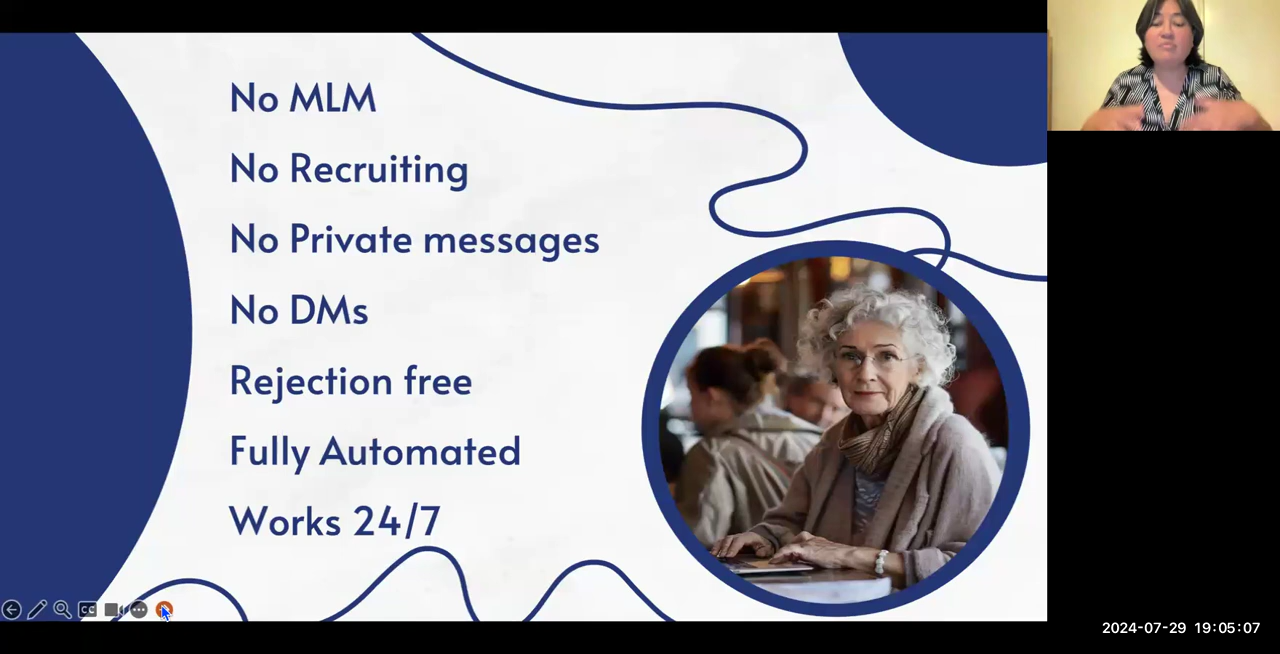 No MLM
No Recruiting
No Private messages
No DMs
Rejection free
Fully Automated
Works 24/7
CC
2024-07-29 19:05:07